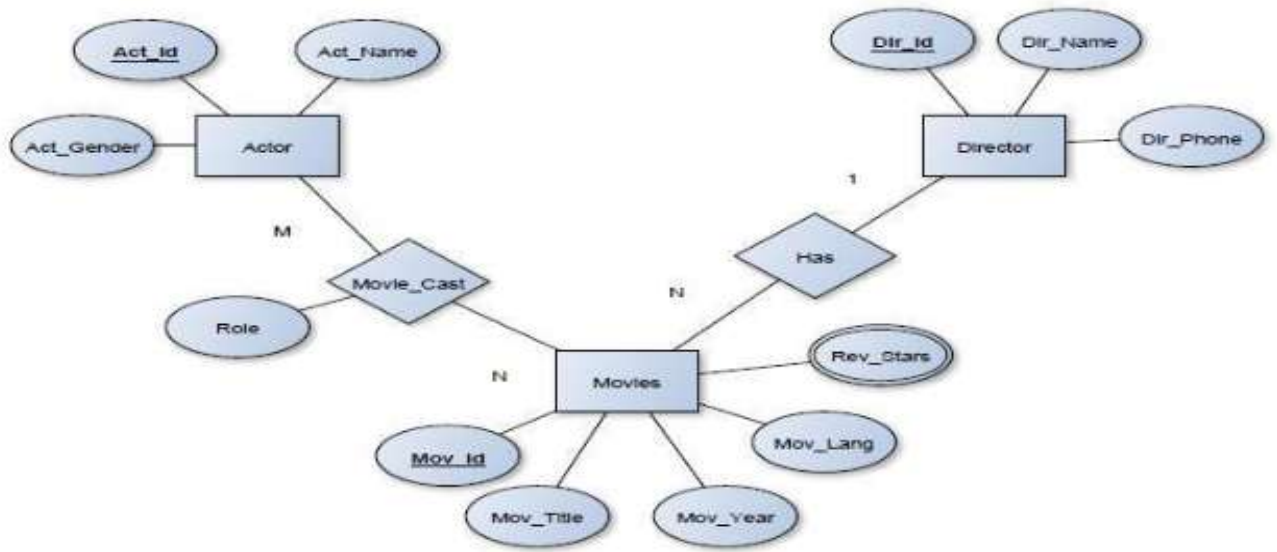 Act_Id
Act_Name
Dir_Id
Dir_Name
Act_Gender
Actor
Director
Dir_Phone
M
1
Movie_Cast
Has
Role
N
Rev_Stars
N
Movies
Mov_Id
Mov_Lang
Mov_Title
Mov_Year